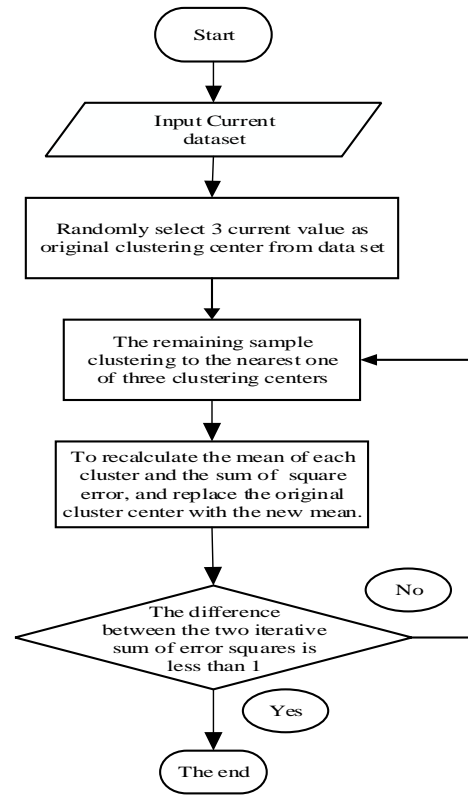 Start
Input Current
dataset
Randomly select 3 current value as
original clustering center from data set
The remaining sample
clustering to the nearest one
of three clustering centers
To recalculate the mean of each
cluster and the sum of square
error, and replace the original
cluster center with the new mean.
The difference
between the two iterative
sum of error squares is
less than 1
No
Yes
The end